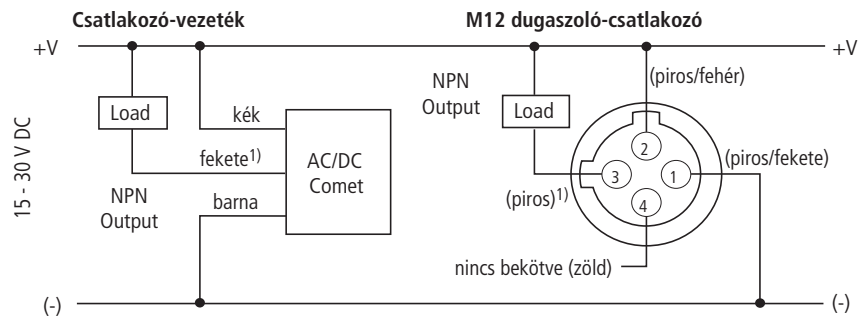 Csatlakozó-vezeték
M12 dugaszoló-csatlakozó
+V
+V
15 - 30 V DC
Load
kék
fekete1)
NPN
Output
barna
AC/DC
Comet
NPN
Output
Load
(piros/fehér)
2
3
1
4
(piros/fekete)
(piros)1)
nincs bekötve (zöld)
(-)
(-)